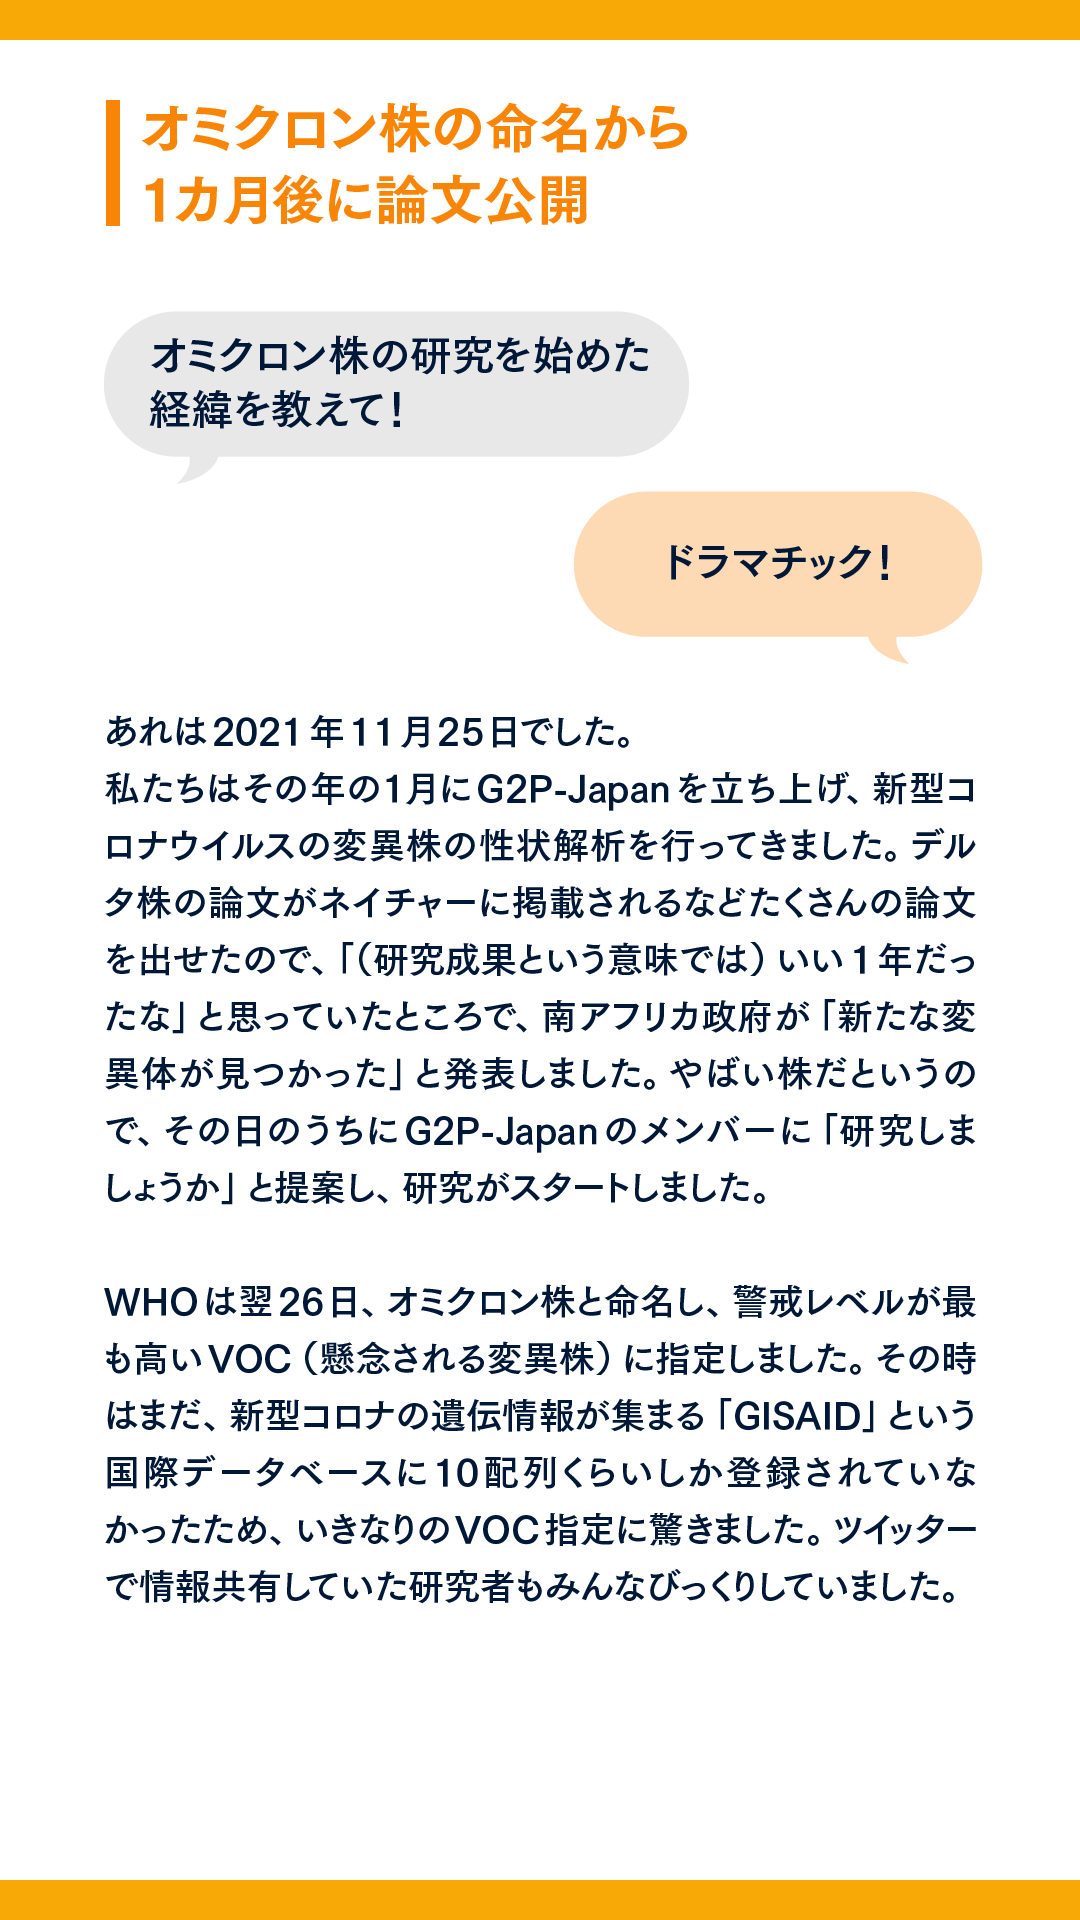 オミクロン株の命名から
1カ月後に論文公開
オミクロン株の研究を始めた
経緯を教えて！
ドラマチック！
あれは2021年11月25日でした。
私たちはその年の1月にG2P-Japanを立ち上げ、新型コ
ロナウイルスの変異株の性状解析を行ってきました。デル
タ株の論文がネイチャーに掲載されるなどたくさんの論文
を出せたので、「（研究成果という意味では）いい1年だっ
たな」と思っていたところで、南アフリカ政府が「新たな変
異体が見つかった」と発表しました。やばい株だというの
で、その日のうちにG2P-Japanのメンバーに「研究しま
しょうか」と提案し、研究がスタートしました。
WHOは翌26日、オミクロン株と命名し、警戒レベルが最
も高いVOC（懸念される変異株）に指定しました。その時
はまだ、新型コロナの遺伝情報が集まる「GISAID」という
国際データベースに10配列くらいしか登録されていな
かったため、いきなりのVOC指定に驚きました。ツイッター
で情報共有していた研究者もみんなびっくりしていました。